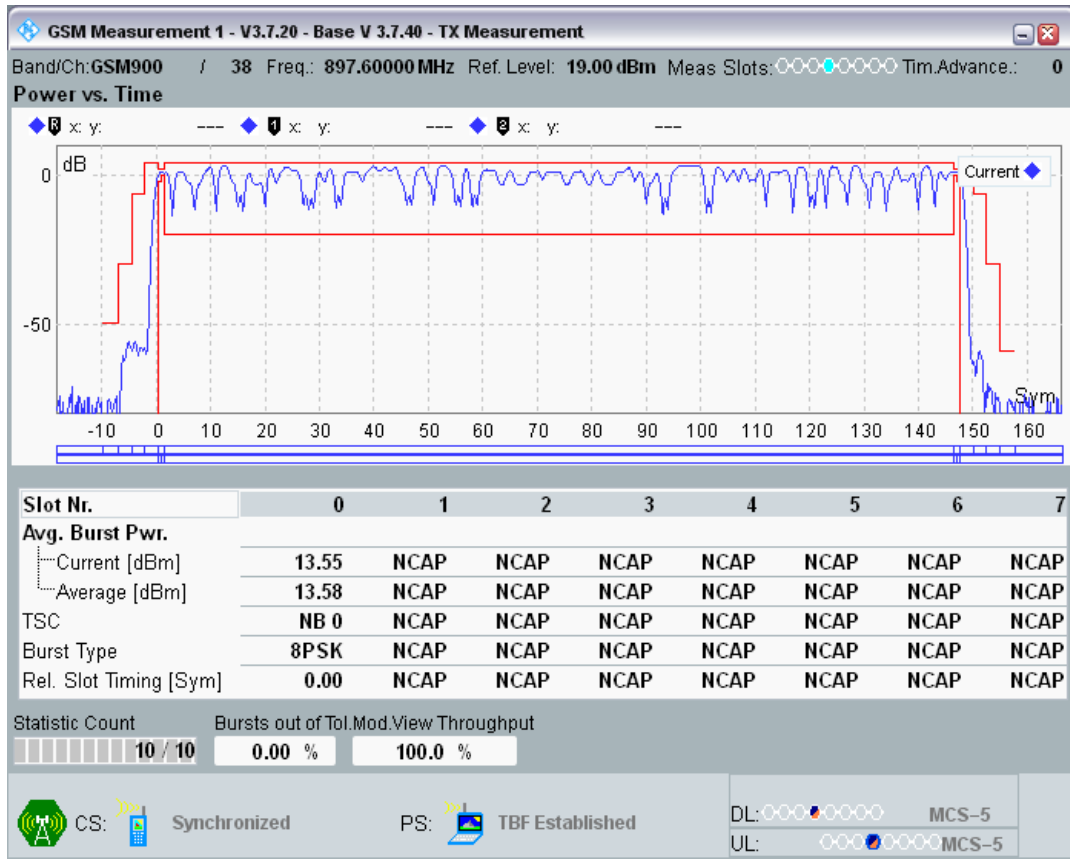 GSM Measurement 1 - V3.7.20 - Base V 3.7.40 - TX Measurement
Band/Ch:GSM900 / 38 Freq.: 897.60000 MHz Ref. Level: 19.00 dBm Meas Slots: Tim.Advance.: 0
Power vs. Time
R x: y: --- 1 x: y: --- 2 x: y: ---
dB
Current
0
-50
Sym
-10 0 10 20 30 40 50 60 70 80 90 100 110 120 130 140 150 160
Slot Nr. 0 1 2 3 4 5 6 7
Avg. Burst Pwr.
Current [dBm] 13.55 NCAP NCAP NCAP NCAP NCAP NCAP NCAP
Average [dBm] 13.58 NCAP NCAP NCAP NCAP NCAP NCAP NCAP
TSC NB 0 NCAP NCAP NCAP NCAP NCAP NCAP NCAP
Burst Type 8PSK NCAP NCAP NCAP NCAP NCAP NCAP NCAP
Rel. Slot Timing [Sym] 0.00 NCAP NCAP NCAP NCAP NCAP NCAP NCAP
Statistic Count Bursts out of Tol. Mod.View Throughput
10 / 10 0.00 % 100.0 %
CS: Synchronized PS: TBF Established DL: MCS-5
UL: MCS-5